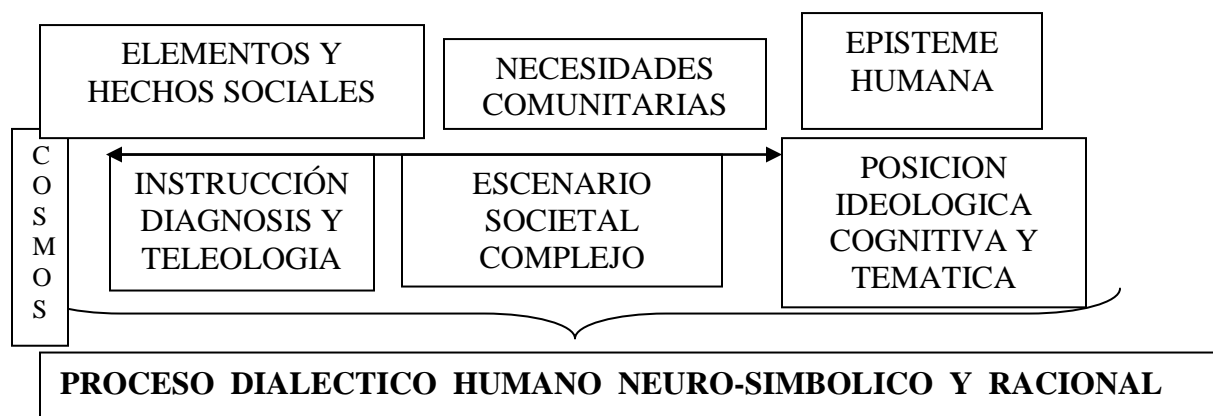 ELEMENTOS Y
HECHOS SOCIALES
NECESIDADES
COMUNITARIAS
EPISTEME
HUMANA
C
O
S
M
O
S
INSTRUCCIÓN
DIAGNOSIS Y
TELEOLOGIA
ESCENARIO
SOCIETAL
COMPLEJO
POSICION
IDEOLOGICA
COGNITIVA Y
TEMATICA
PROCESO DIALECTICO HUMANO NEURO-SIMBOLICO Y RACIONAL